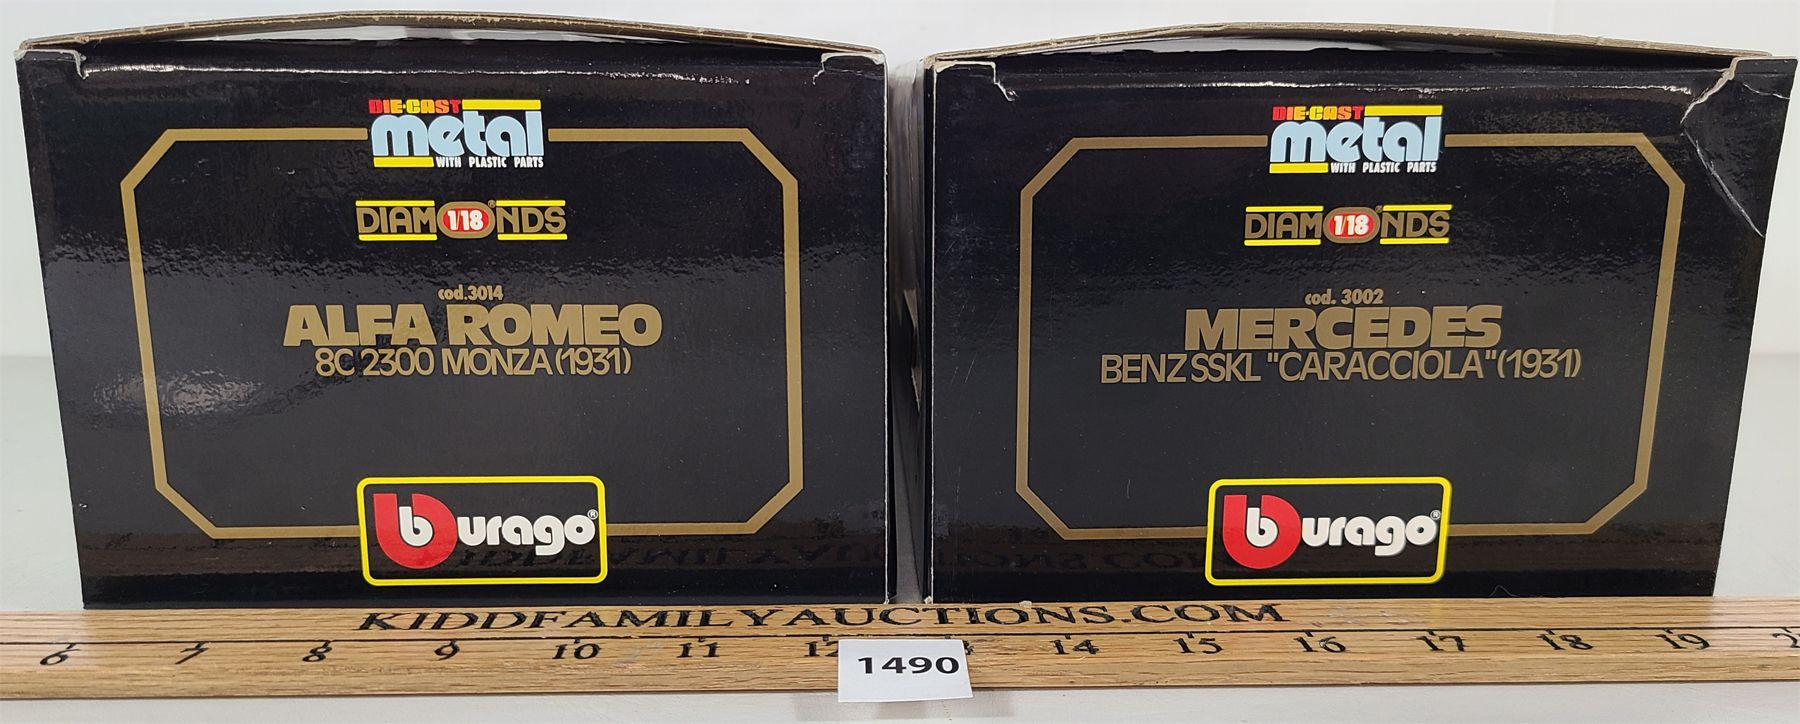 DIE-CAST
metal
WITH PLASTIC PARTS
DIAM 1/18 NDS®
cod.3014
ALFA ROMEO
8C 2300 MONZA (1931)
burago®
DIE-CAST
metal
WITH PLASTIC PARTS
DIAM 1/18 NDS®
cod. 3002
MERCEDES
BENZ SSKL "CARACCIOLA" (1931)
burago®
KIDDFAMILYAUCTIONS.COM
6 7 8 9 10 11 12 14 15 16 17 18 19
1490